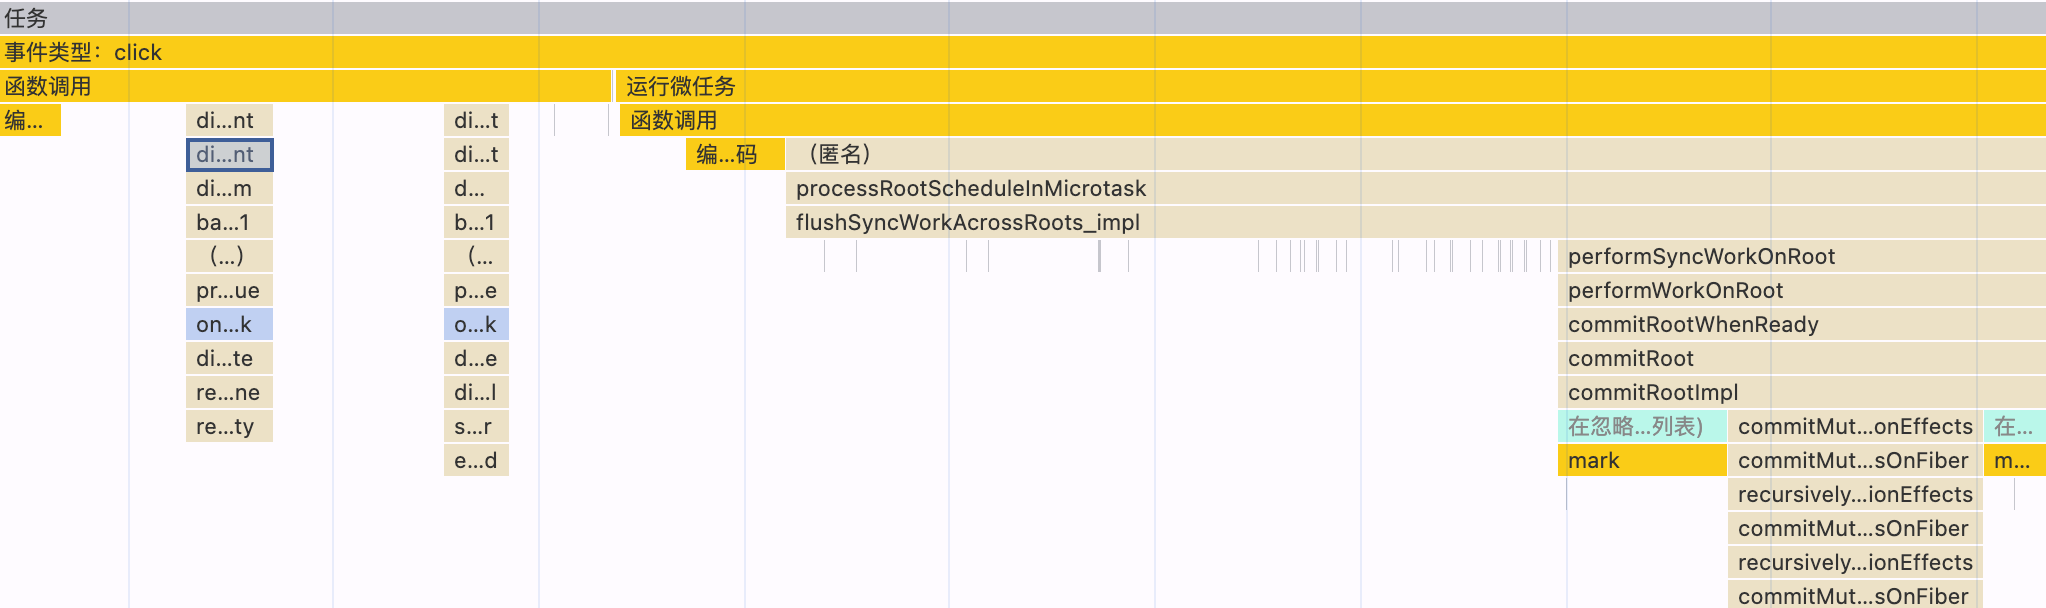 任务
事件类型：click
函数调用 运行微任务
编... di...nt di...t 函数调用
di...nt di...t 编...码 （匿名）
di...m d... processRootScheduleInMicrotask
ba...1 b...1 flushSyncWorkAcrossRoots_impl
(...) (... performSyncWorkOnRoot
pr...ue p...e performWorkOnRoot
on...k o...k commitRootWhenReady
di...te d...e commitRoot
re...ne di...l commitRootImpl
re...ty s...r 在忽略...列表) commitMut...onEffects 在...
e...d mark commitMut...sOnFiber m...
recursively...ionEffects
commitMut...sOnFiber
recursively...ionEffects
commitMut...sOnFiber